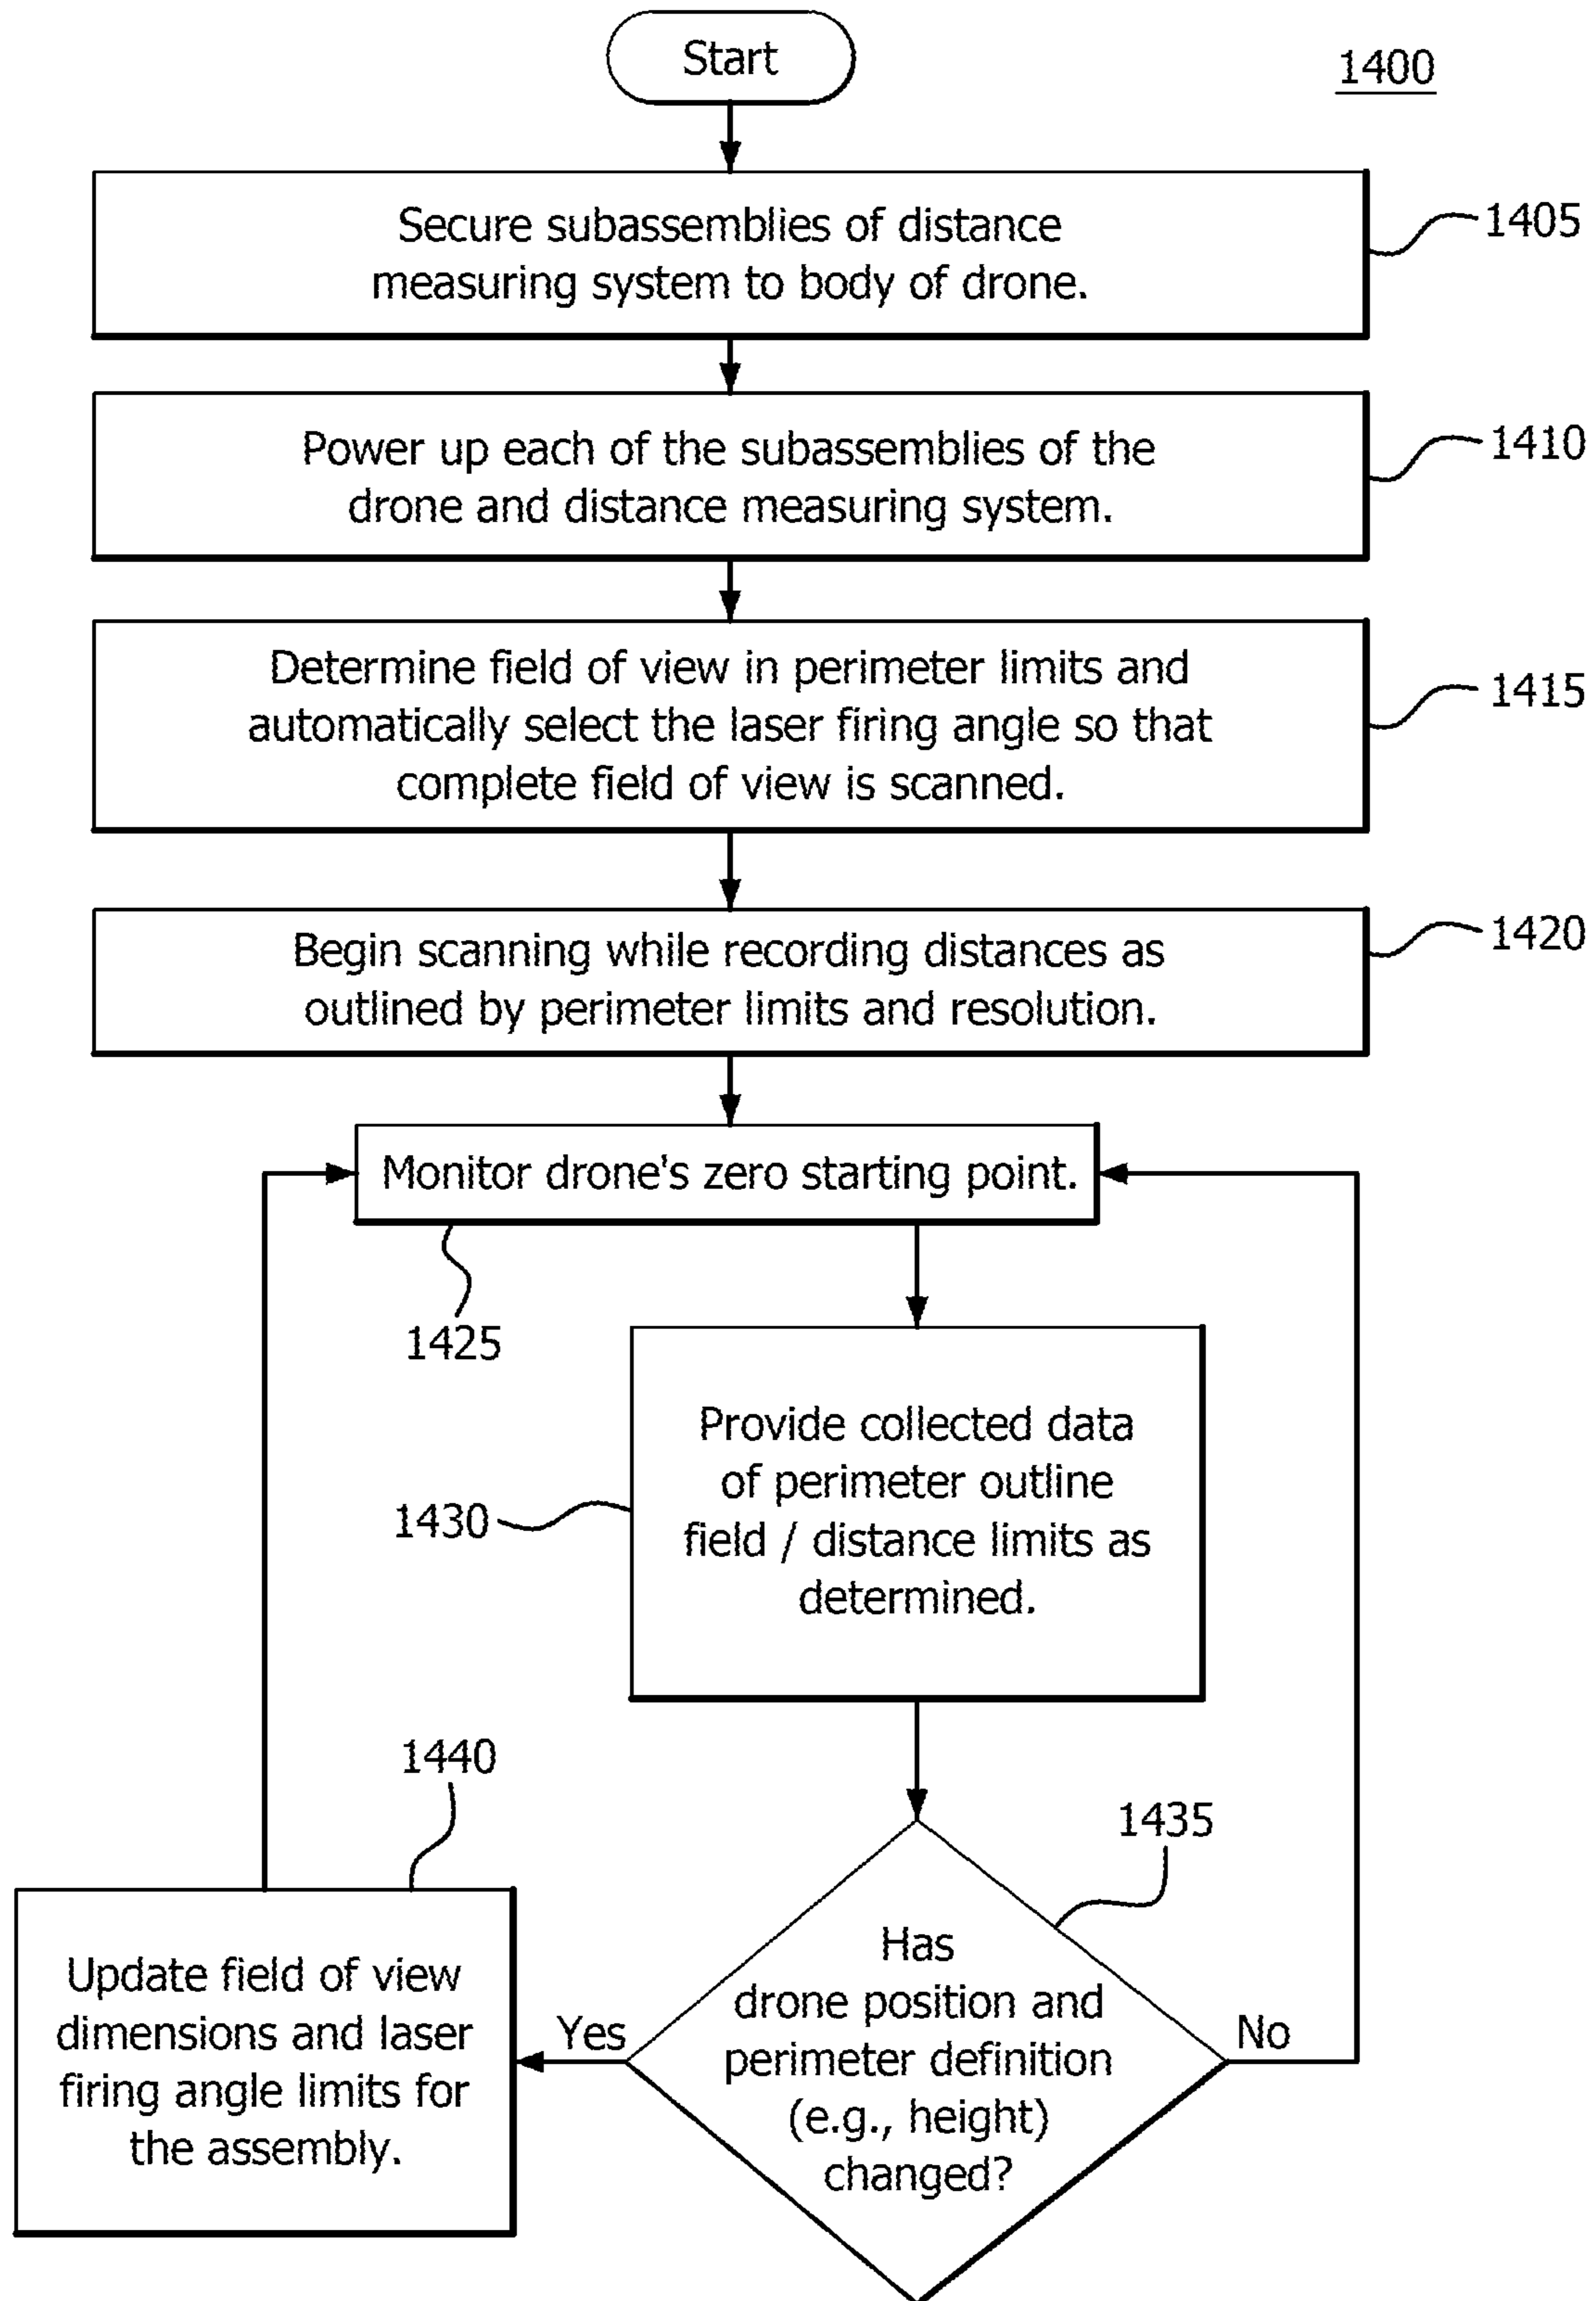 Start
1400
Secure subassemblies of distance
measuring system to body of drone.
1405
Power up each of the subassemblies of the
drone and distance measuring system.
1410
Determine field of view in perimeter limits and
automatically select the laser firing angle so that
complete field of view is scanned.
1415
Begin scanning while recording distances as
outlined by perimeter limits and resolution.
1420
Monitor drone's zero starting point.
1425
Provide collected data
of perimeter outline
field / distance limits as
determined.
1430
1440
1435
Has
drone position and
perimeter definition
(e.g., height)
changed?
Yes
No
Update field of view
dimensions and laser
firing angle limits for
the assembly.